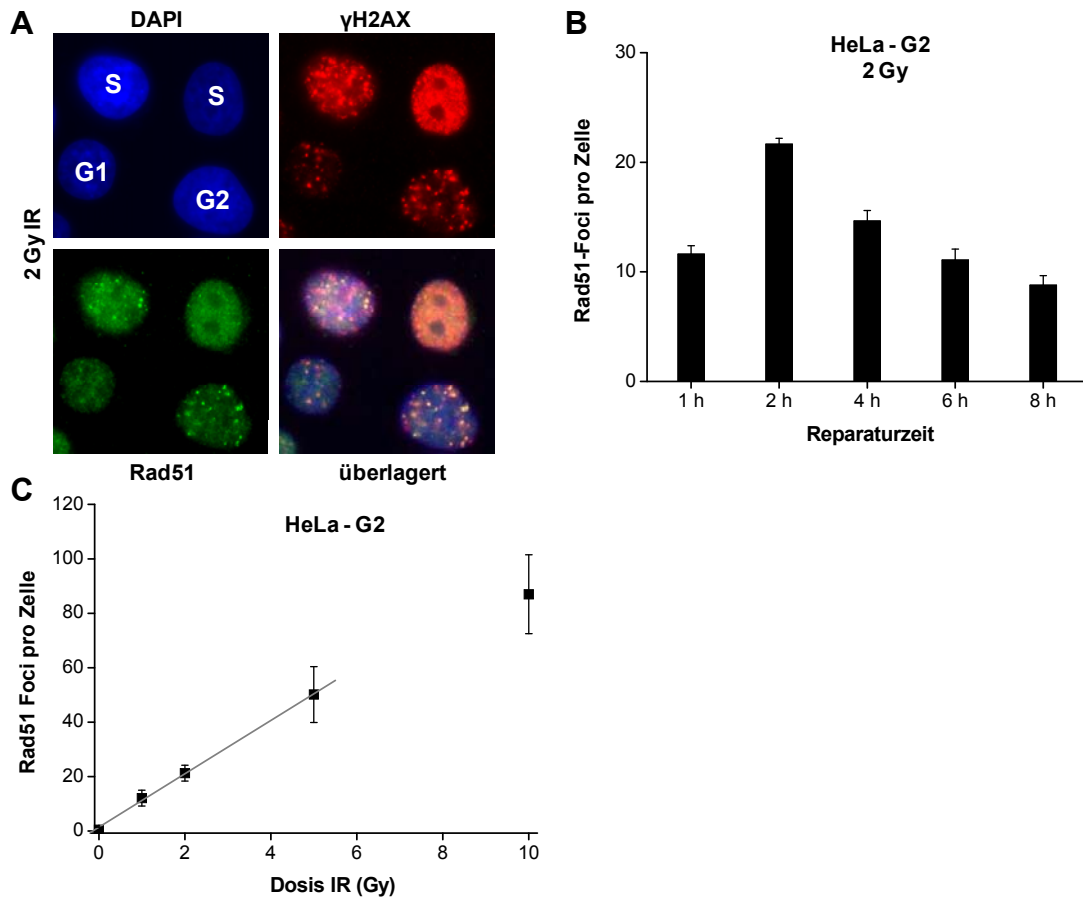 A
DAPI
γH2AX
S
S
G1
G2
2 Gy IR
Rad51
überlagert
B
HeLa - G2
2 Gy
Rad51-Foci pro Zelle
30
20
10
0
1 h 2 h 4 h 6 h 8 h
Reparaturzeit
C
HeLa - G2
Rad51 Foci pro Zelle
120
100
80
60
40
20
0
0 2 4 6 8 10
Dosis IR (Gy)